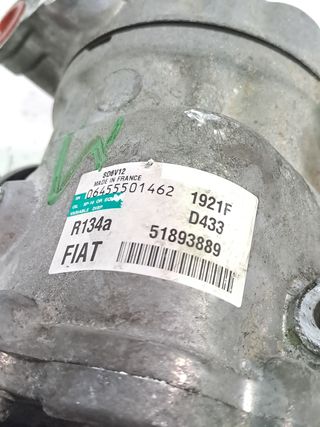 SD6V12
MADE IN FRANCE
06455501462
1921F
D433
R134a
51893889
FIAT